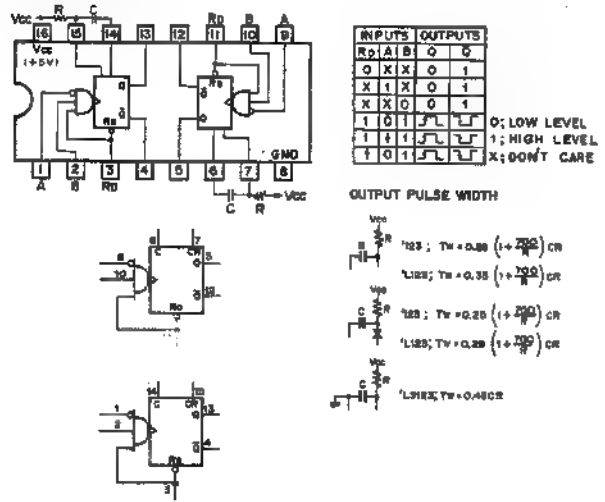 Vcc R C RD B A
16 15 14 13 12 11 10 9
Vcc
(+5V)
Q Q
RD
GND
1 2 3 4 5 6 7 8
A B RD C R Vcc
INPUTS OUTPUTS
RD A B Q Q
0 X X 0 1
X 1 X 0 1
X X 0 0 1
1 0 1
1 1
0 1
0; LOW LEVEL
1; HIGH LEVEL
X; DON'T CARE
OUTPUT PULSE WIDTH
Vcc
R
'123; TW = 0.28 (1 + 700/R) CR
'L123; TW = 0.35 (1 + 700/R) CR
Vcc
R
C
'123; TW = 0.25 (1 + 700/R) CR
'L123; TW = 0.29 (1 + 700/R) CR
Vcc
R
C
'LS123; TW = 0.45CR
6 7
C CR
9 Q 5
10
RD
14 15
C CR
1 Q 13
2 4
RD
3